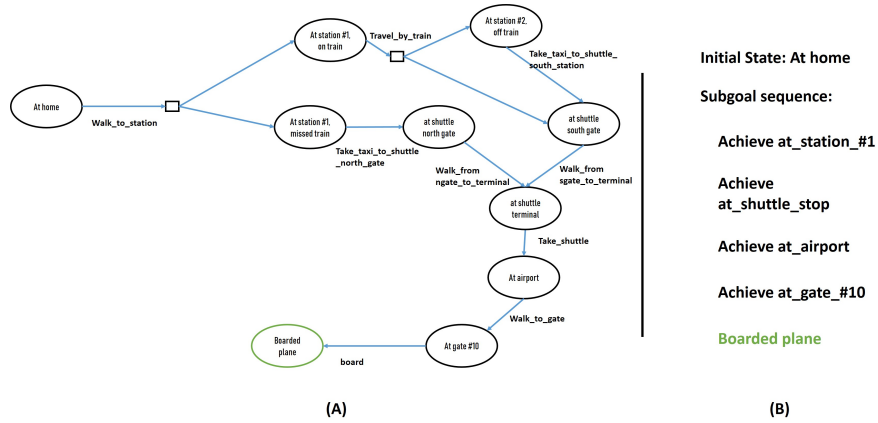 At station #1,
on train
Travel_by_train
At station #2,
off train
Take_taxi_to_shuttle_
south_station
At home
Walk_to_station
At station #1,
missed train
Take_taxi_to_shuttle
_north_gate
at shuttle
north gate
at shuttle
south gate
Walk_from
ngate_to_terminal
Walk_from
sgate_to_terminal
at shuttle
terminal
Take_shuttle
At airport
Walk_to_gate
At gate #10
board
Boarded
plane
(A)
Initial State: At home
Subgoal sequence:
Achieve at_station_#1
Achieve
at_shuttle_stop
Achieve at_airport
Achieve at_gate_#10
Boarded plane
(B)